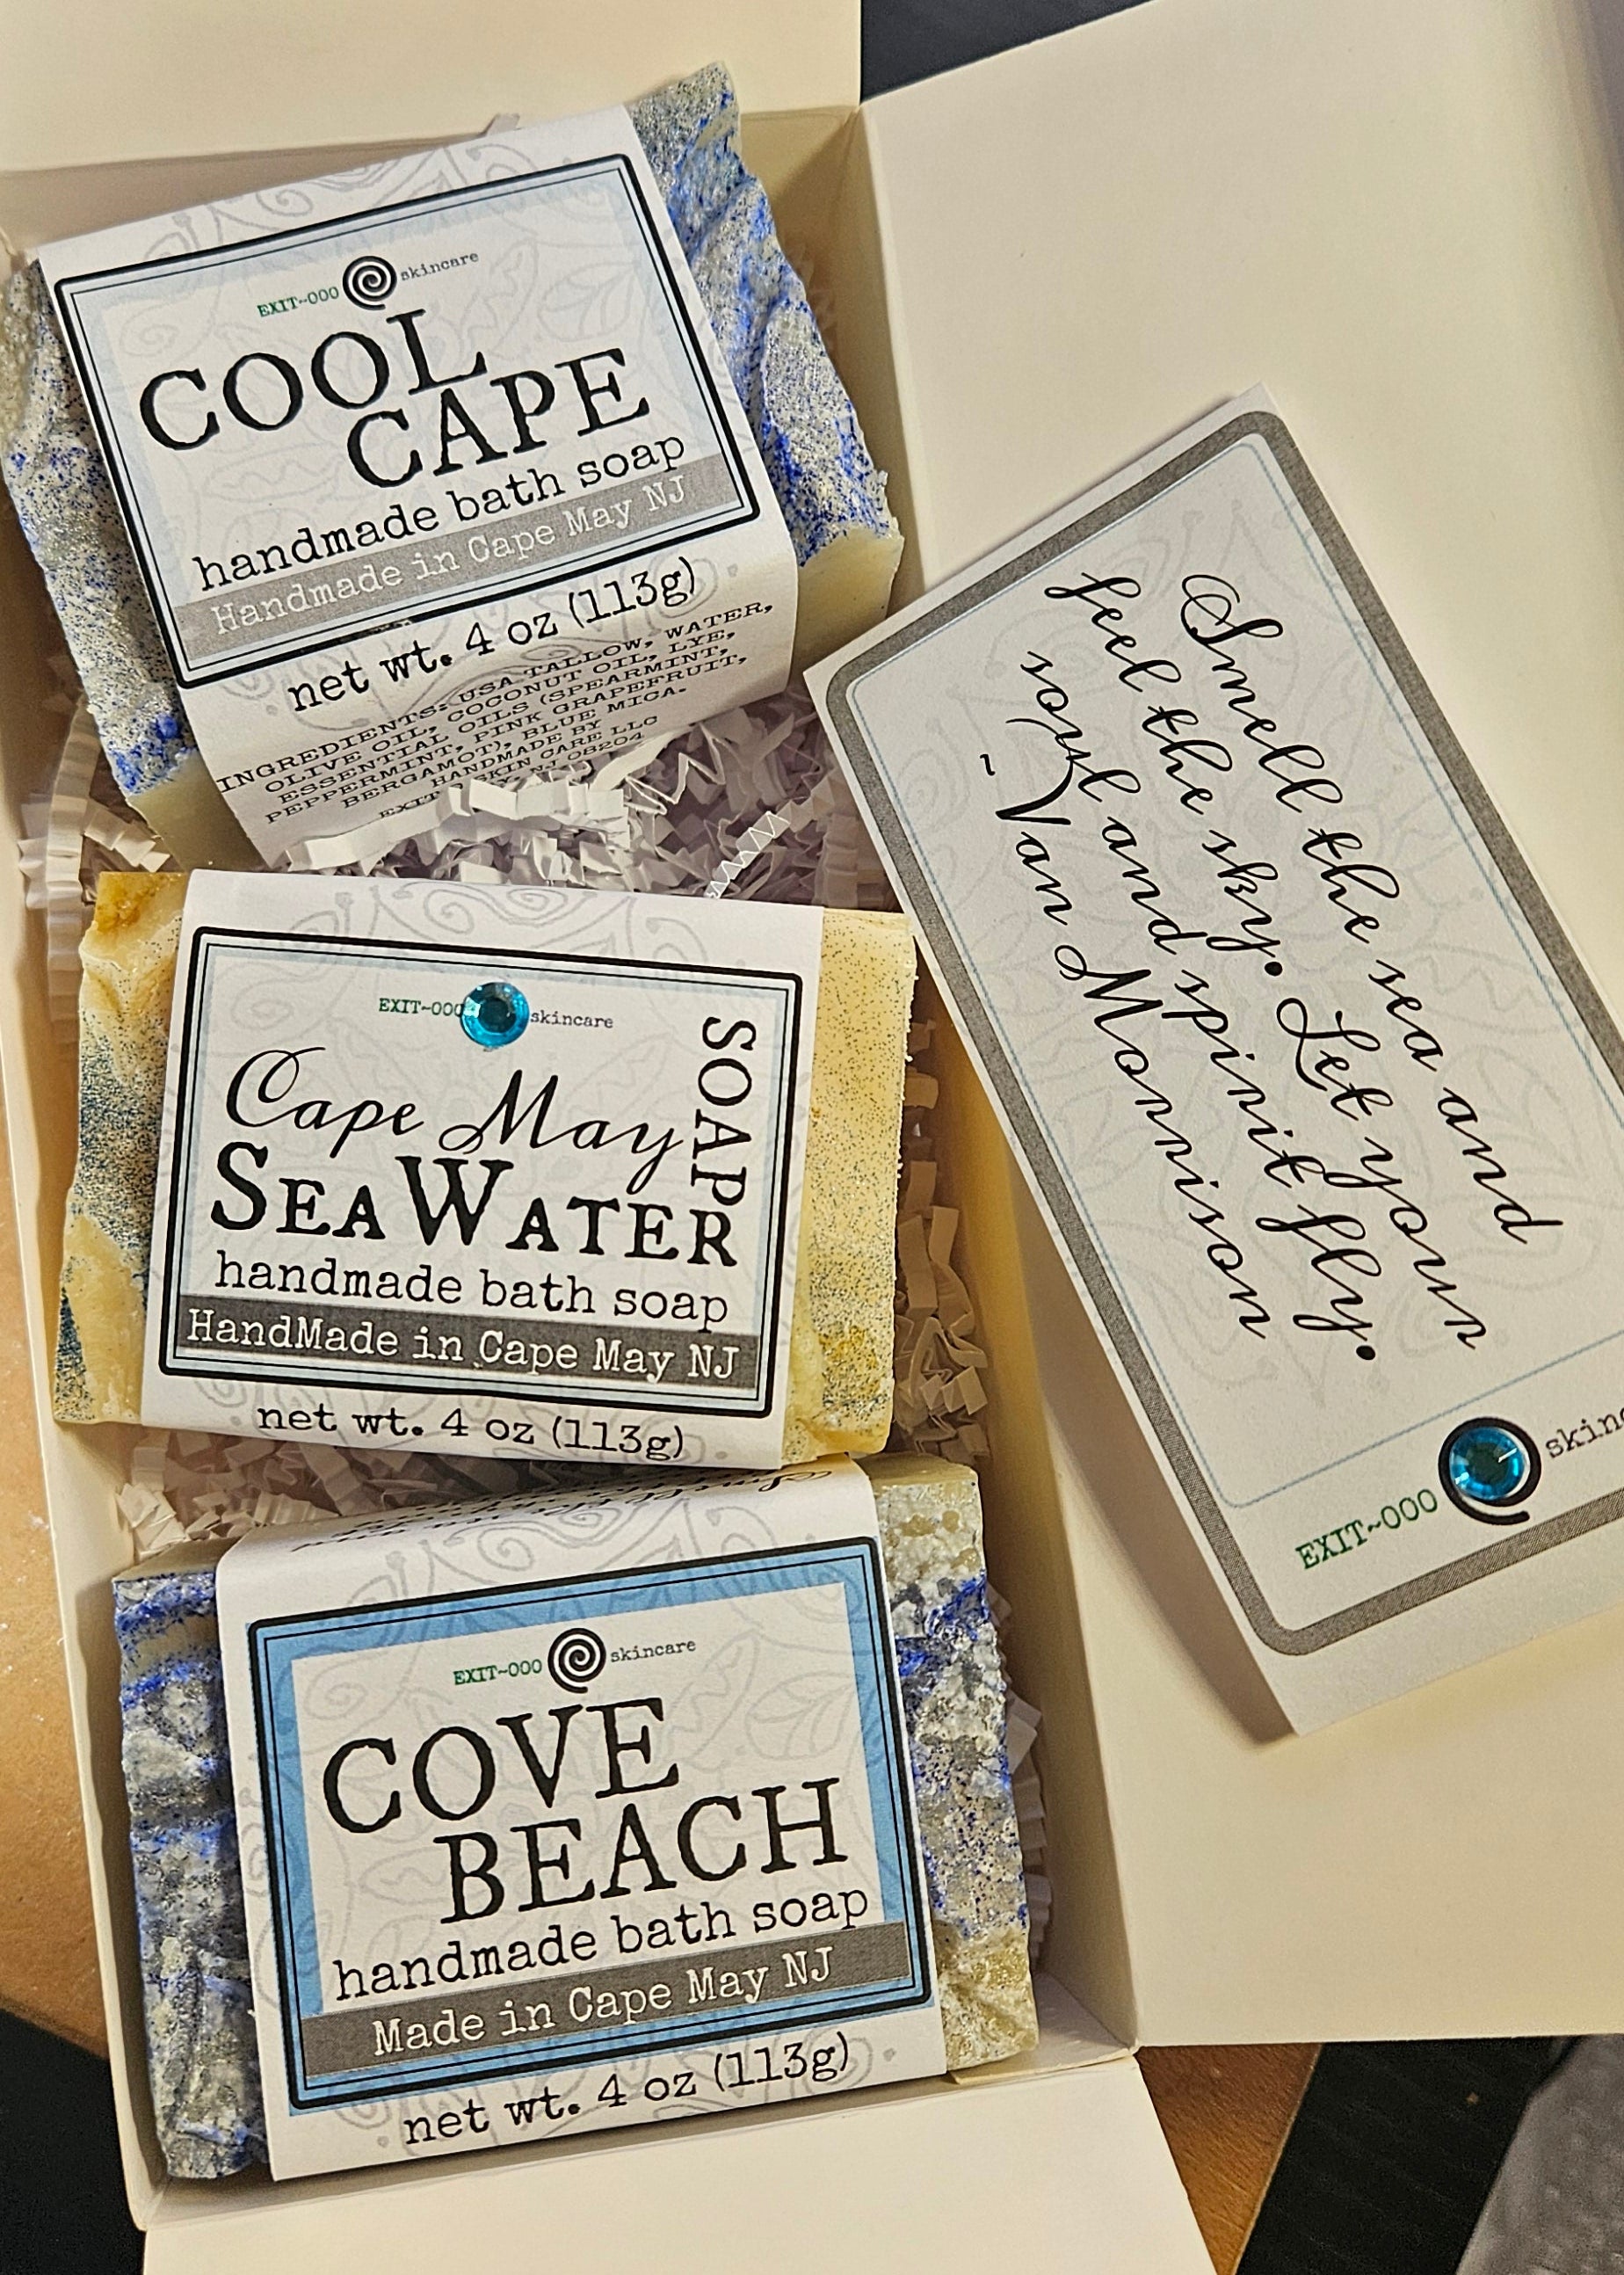 EXIT~000 skincare
COOL
CAPE
handmade bath soap
Handmade in Cape May NJ
net wt. 4 oz (113g)
INGREDIENTS: USA TALLOW, WATER,
OLIVE OIL, COCONUT OIL, LYE,
ESSENTIAL OILS (SPEARMINT,
PEPPERMINT, PINK GRAPEFRUIT,
BERGAMOT), BLUE MICA.
HANDMADE BY
EXIT SKIN CARE LLC
NJ 08204
EXIT~000 skincare
Cape May
SEA WATER
SOAP
handmade bath soap
HandMade in Cape May NJ
net wt. 4 oz (113g)
EXIT~000 skincare
COVE
BEACH
handmade bath soap
Made in Cape May NJ
net wt. 4 oz (113g)
Smell the sea and
feel the sky. Let your
soul and spirit fly.
~Van Morrison
EXIT~000